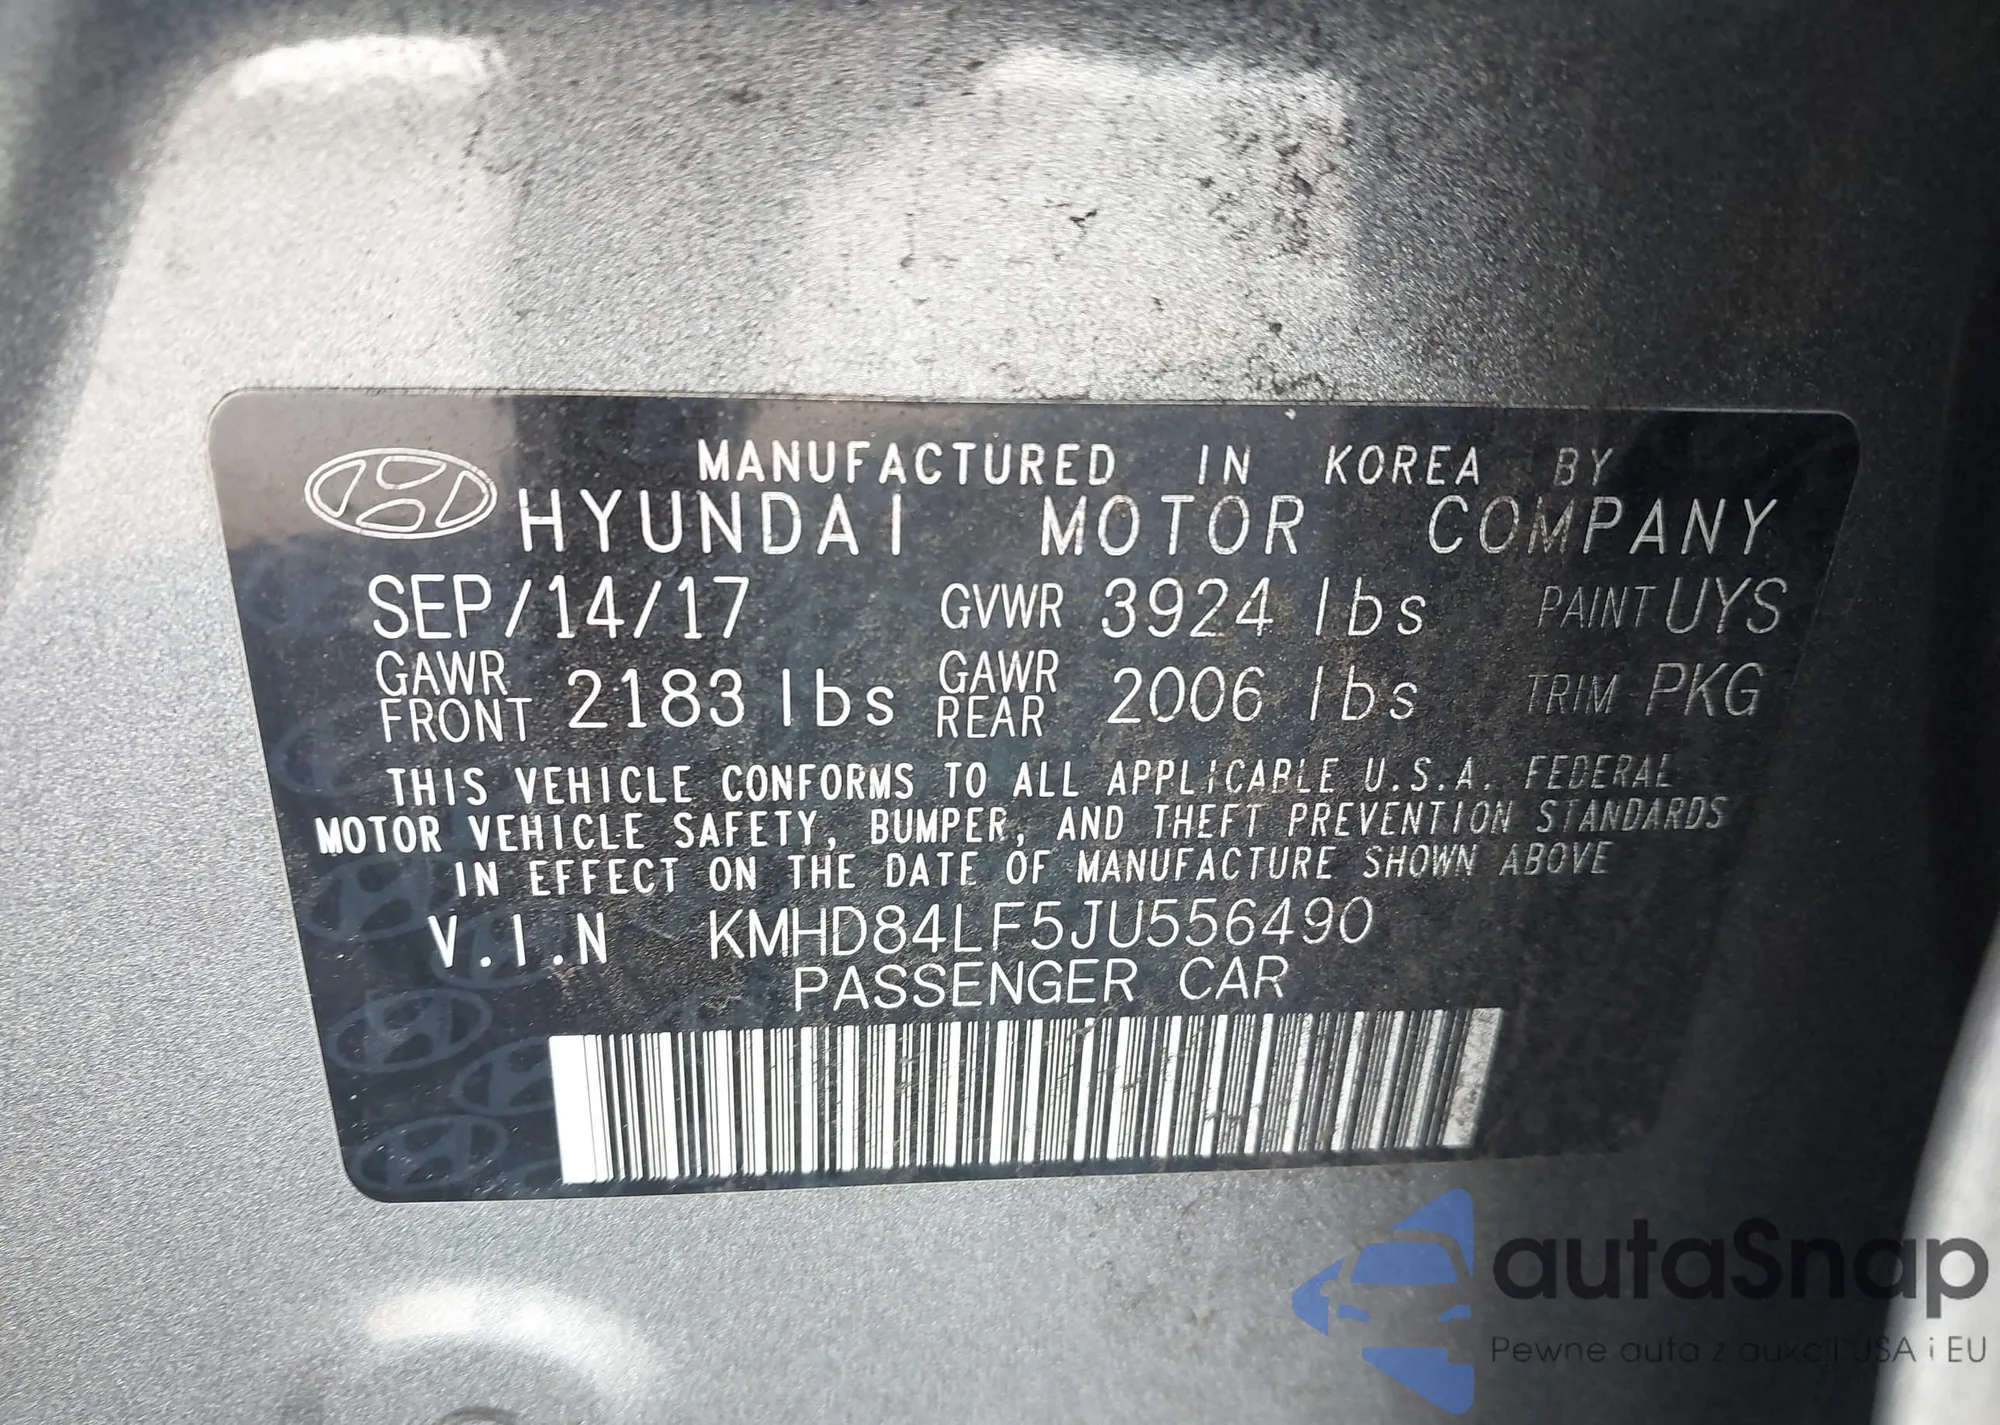 MANUFACTURED IN KOREA BY
HYUNDAI MOTOR COMPANY
SEP/14/17 GVWR 3924 lbs PAINT UYS
GAWR FRONT 2183 lbs GAWR REAR 2006 lbs TRIM PKG
THIS VEHICLE CONFORMS TO ALL APPLICABLE U.S.A. FEDERAL
MOTOR VEHICLE SAFETY, BUMPER, AND THEFT PREVENTION STANDARDS
IN EFFECT ON THE DATE OF MANUFACTURE SHOWN ABOVE
V.I.N KMHD84LF5JU556490
PASSENGER CAR
autaSnap
Pewne auta z aukcji USA i EU